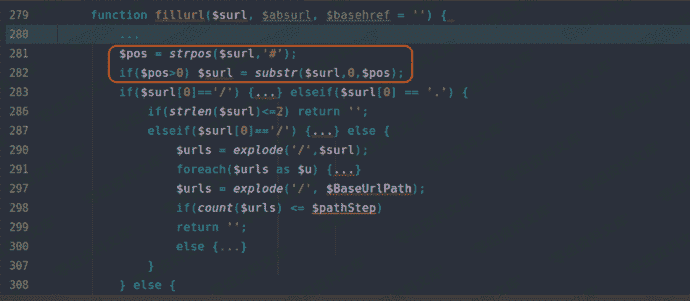 279 function fillurl($surl, $absurl, $basehref = '') {
280 ...
281 $pos = strpos($surl,'#');
282 if($pos>0) $surl = substr($surl,0,$pos);
283 if($surl[0]=='/') {...} elseif($surl[0] == '.') {
286 if(strlen($surl)<=2) return '';
287 elseif($surl[0]=='/') {...} else {
290 $urls = explode('/',$surl);
291 foreach($urls as $u) {...}
297 $urls = explode('/', $BaseUrlPath);
298 if(count($urls) <= $pathStep)
299 return '';
300 else {...}
307 }
308 } else {